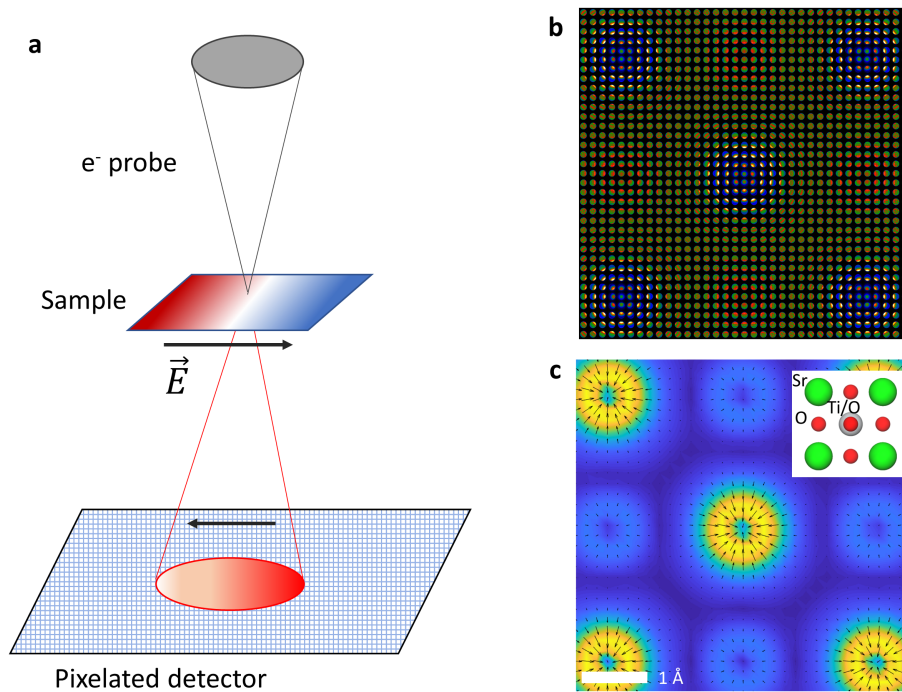 a
e⁻ probe
Sample
E⃗
Pixelated detector
b
c
Sr
Ti/O
O
1 Å